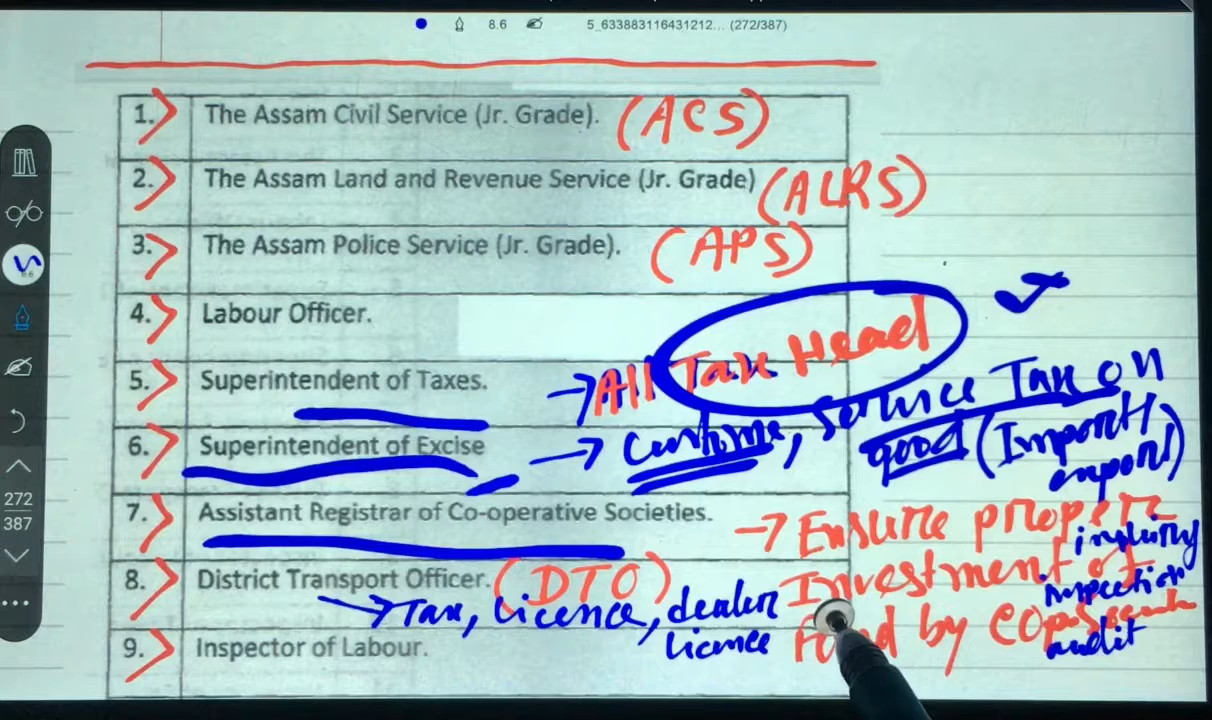 8.6 5_633883116431212... (272/387)
1. The Assam Civil Service (Jr. Grade). (ACS)
2. The Assam Land and Revenue Service (Jr. Grade) (ALRS)
3. The Assam Police Service (Jr. Grade). (APS)
4. Labour Officer.
5. Superintendent of Taxes. → All Tax Head
6. Superintendent of Excise → Custome, Service Tax on
good (Import/
export)
7. Assistant Registrar of Co-operative Societies. → Ensure proper
inquiry
8. District Transport Officer. (DTO) Investment of
inspection
→ Tax, Licence, dealer
licence
fund by
audit
9. Inspector of Labour.
272
387